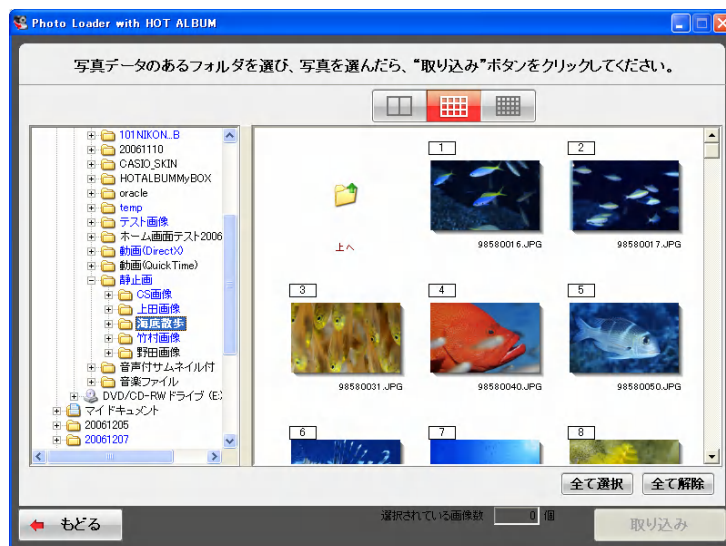 Photo Loader with HOT ALBUM
写真データのあるフォルダを選び、写真を選んだら、“取り込み”ボタンをクリックしてください。
101NIKON...B
20061110
CASIO_SKIN
HOTALBUMMyBOX
oracle
temp
テスト画像
ホーム画面テスト2006
動画(DirectX)
動画(QuickTime)
静止画
CS画像
上田画像
海底散歩
竹村画像
野田画像
音声付サムネイル付
音楽ファイル
DVD/CD-RW ドライブ (E:
マイ ドキュメント
20061205
20061207
上へ
1
98580016.JPG
2
98580017.JPG
3
98580031.JPG
4
98580040.JPG
5
98580050.JPG
6
7
8
全て選択
全て解除
もどる
選択されている画像数 0 個
取り込み